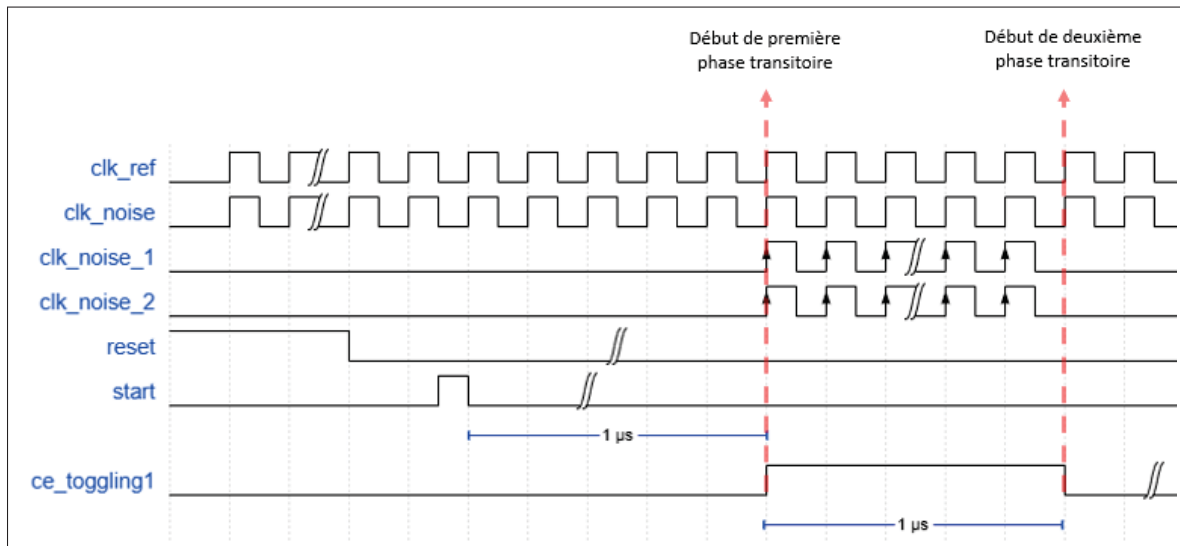 Début de première
phase transitoire
Début de deuxième
phase transitoire
clk_ref
clk_noise
clk_noise_1
clk_noise_2
reset
start
1 µs
ce_toggling1
1 µs